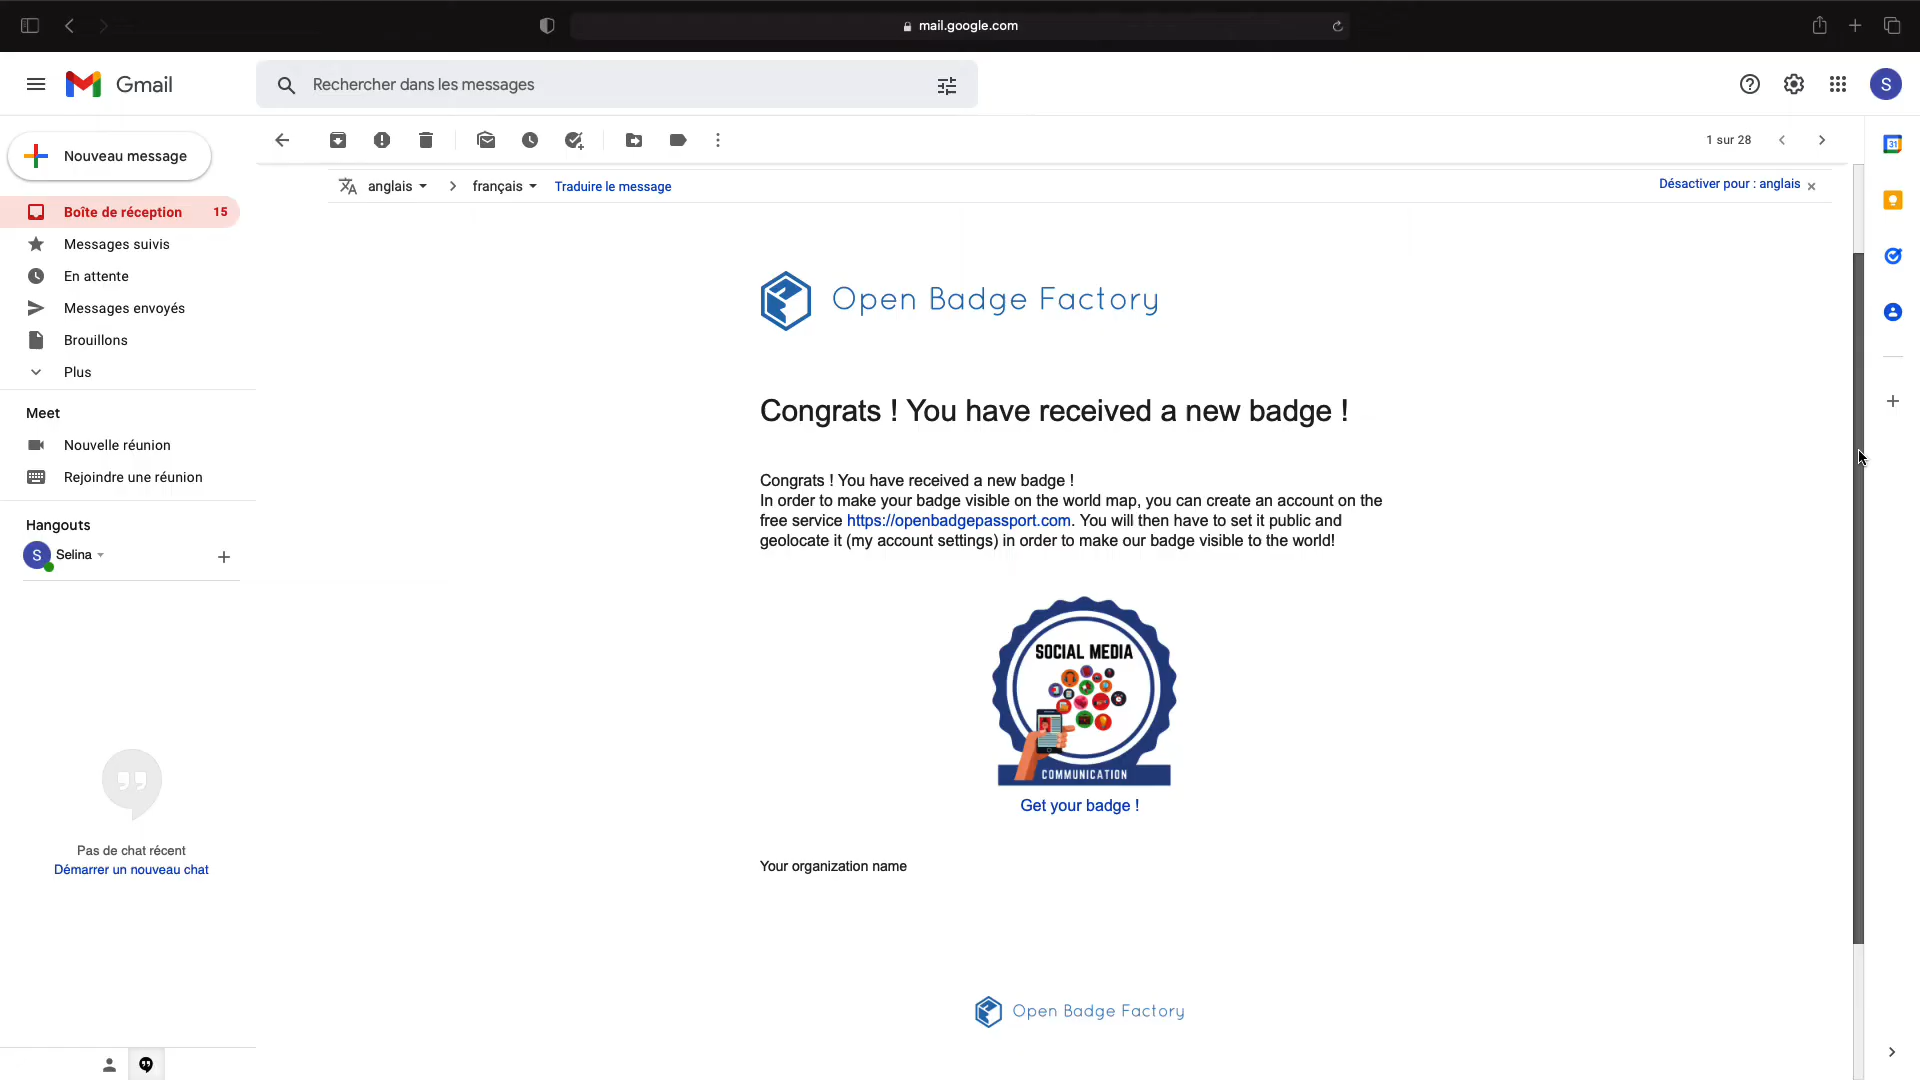 mail.google.com
Gmail
Rechercher dans les messages
S
Nouveau message
1 sur 28
31
anglais
français
Traduire le message
Désactiver pour : anglais
Boîte de réception 15
Messages suivis
En attente
Messages envoyés
Brouillons
Plus
Meet
Nouvelle réunion
Rejoindre une réunion
Hangouts
S
Selina
Pas de chat récent
Démarrer un nouveau chat
Open Badge Factory
Congrats ! You have received a new badge !
Congrats ! You have received a new badge !
In order to make your badge visible on the world map, you can create an account on the
free service https://openbadgepassport.com. You will then have to set it public and
geolocate it (my account settings) in order to make our badge visible to the world!
SOCIAL MEDIA
COMMUNICATION
Get your badge !
Your organization name
Open Badge Factory